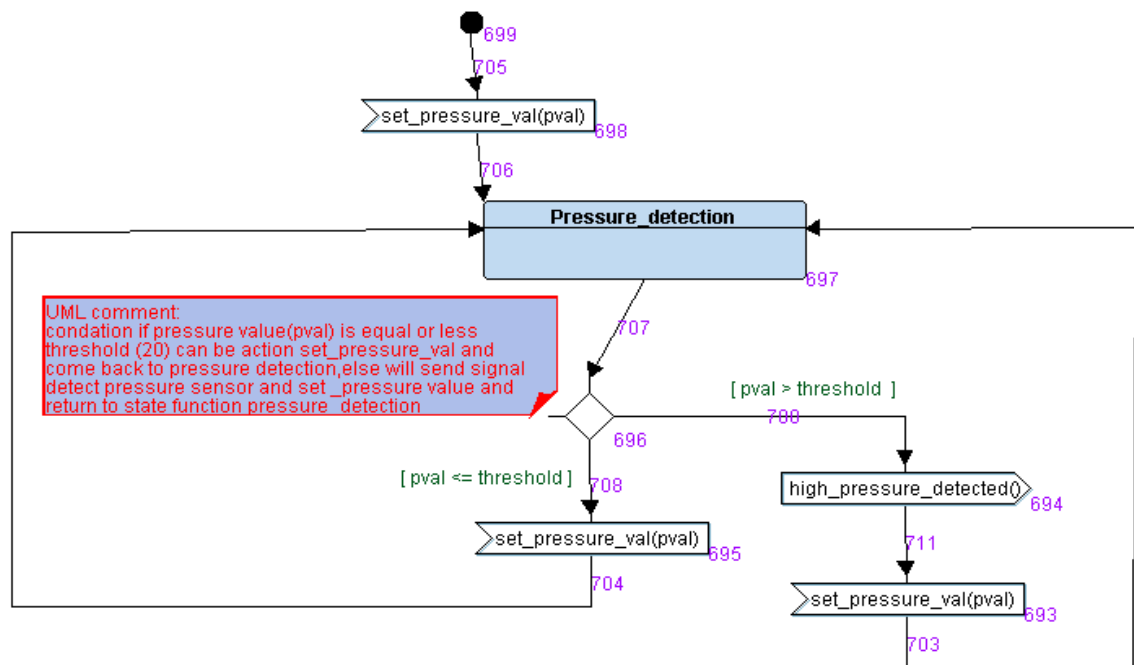 699
705
set_pressure_val(pval)
698
706
Pressure_detection
697
UML comment:
condation if pressure value(pval) is equal or less
threshold (20) can be action set_pressure_val and
come back to pressure detection,else will send signal
detect pressure sensor and set _pressure value and
return to state function pressure_detection
707
[ pval > threshold ]
696
[ pval <= threshold ]
708
high_pressure_detected()
694
set_pressure_val(pval)
695
711
704
set_pressure_val(pval)
693
703